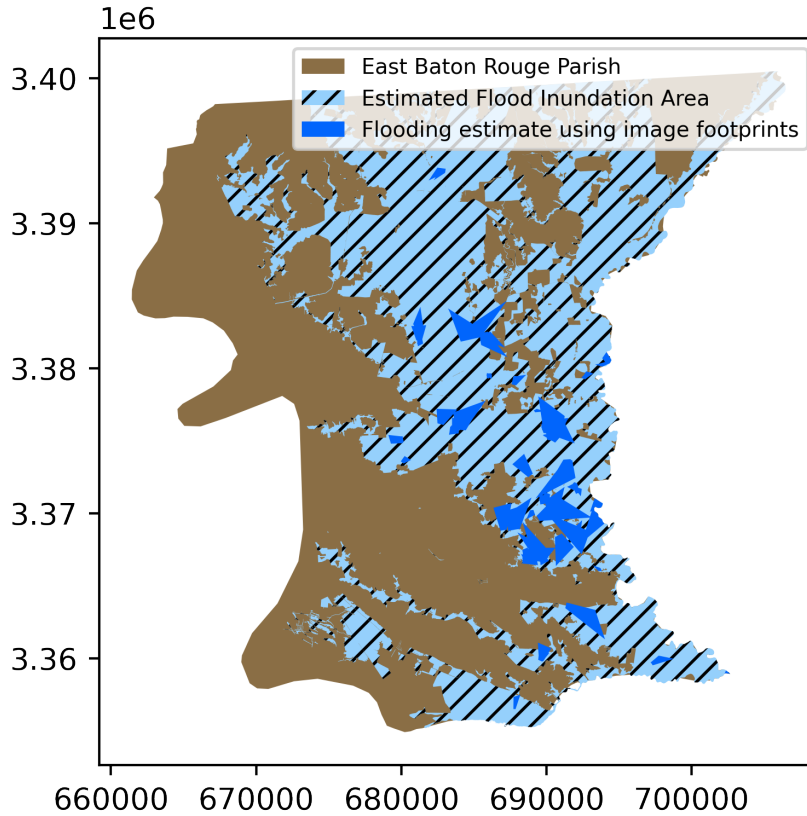 1e6
East Baton Rouge Parish
Estimated Flood Inundation Area
Flooding estimate using image footprints
3.40
3.39
3.38
3.37
3.36
660000 670000 680000 690000 700000